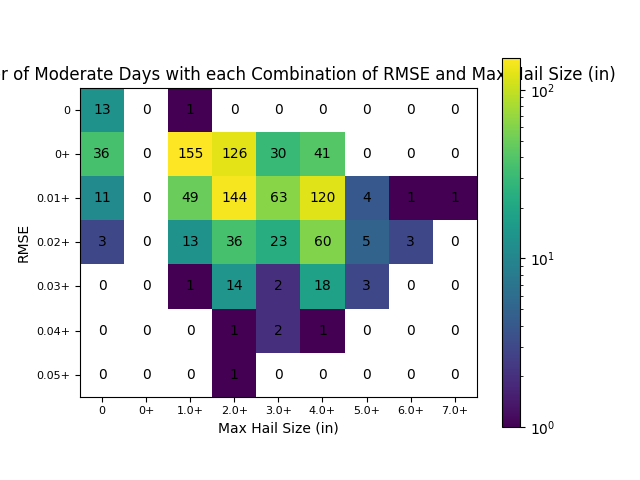 r of Moderate Days with each Combination of RMSE and Max Hail Size (in)
0 13 0 1 0 0 0 0 0 0
0+ 36 0 155 126 30 41 0 0 0
0.01+ 11 0 49 144 63 120 4 1 1
0.02+ 3 0 13 36 23 60 5 3 0
0.03+ 0 0 1 14 2 18 3 0 0
0.04+ 0 0 0 1 2 1 0 0 0
0.05+ 0 0 0 1 0 0 0 0 0
0 0+ 1.0+ 2.0+ 3.0+ 4.0+ 5.0+ 6.0+ 7.0+
Max Hail Size (in)
RMSE
10^2
10^1
10^0